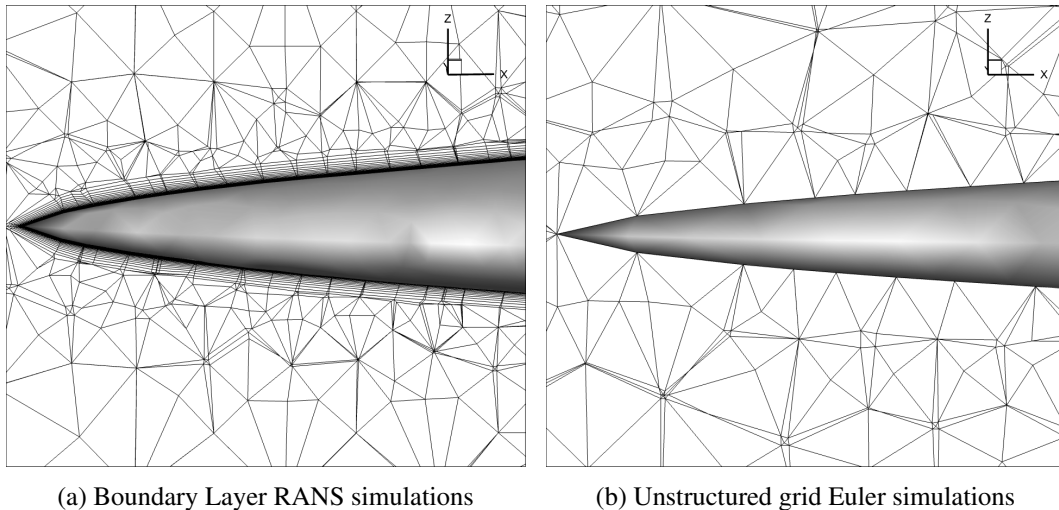 Z
X
Z
X
(a) Boundary Layer RANS simulations
(b) Unstructured grid Euler simulations